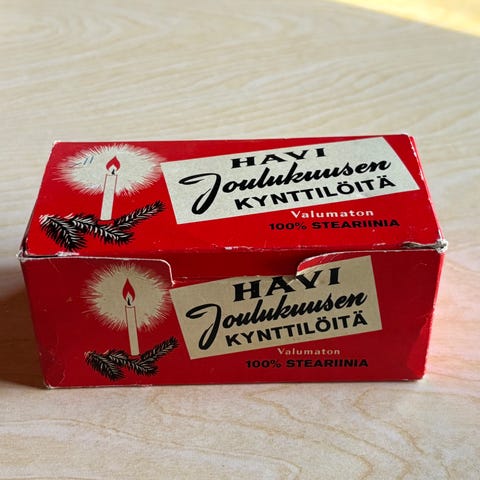 HAVI
Joulukuusen
KYNTTILÖITÄ
Valumaton
100% STEARIINIA
HAVI
Joulukuusen
KYNTTILÖITÄ
Valumaton
100% STEARIINIA